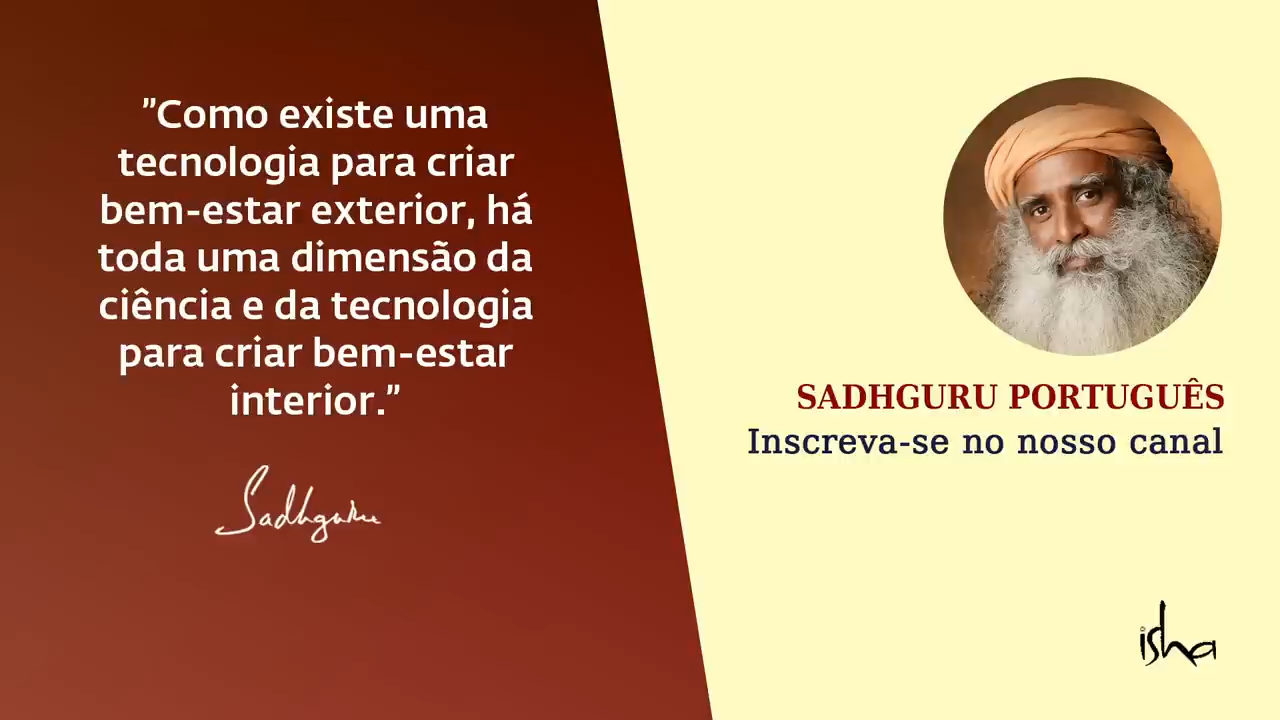 "Como existe uma
tecnologia para criar
bem-estar exterior, há
toda uma dimensão da
ciência e da tecnologia
para criar bem-estar
interior."
Sadhguru
SADHGURU PORTUGUÊS
Inscreva-se no nosso canal
isha